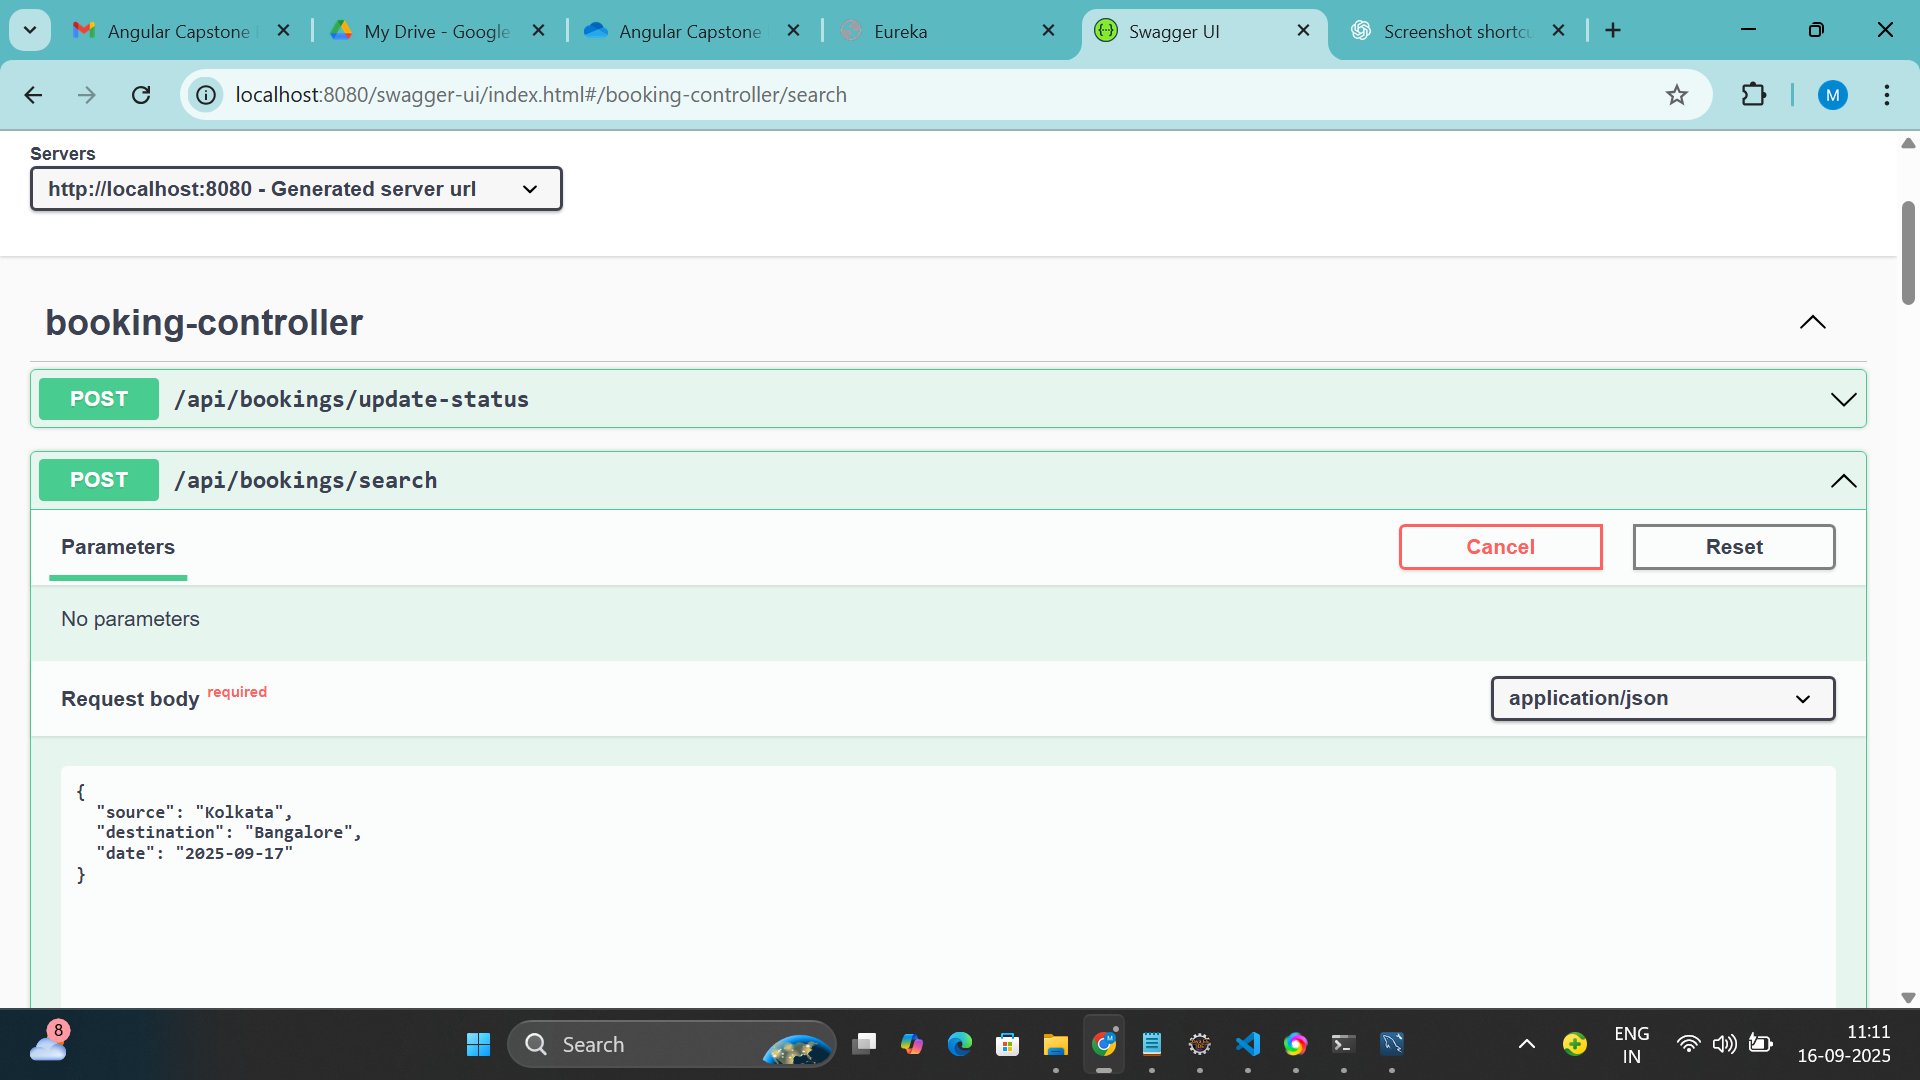 Angular Capstone
My Drive - Google
Angular Capstone
Eureka
Swagger UI
Screenshot shortcu
localhost:8080/swagger-ui/index.html#/booking-controller/search
M
Servers
http://localhost:8080 - Generated server url
booking-controller
POST /api/bookings/update-status
POST /api/bookings/search
Parameters
Cancel
Reset
No parameters
Request body required
application/json
{
"source": "Kolkata",
"destination": "Bangalore",
"date": "2025-09-17"
}
8
Search
ENG
IN
11:11
16-09-2025